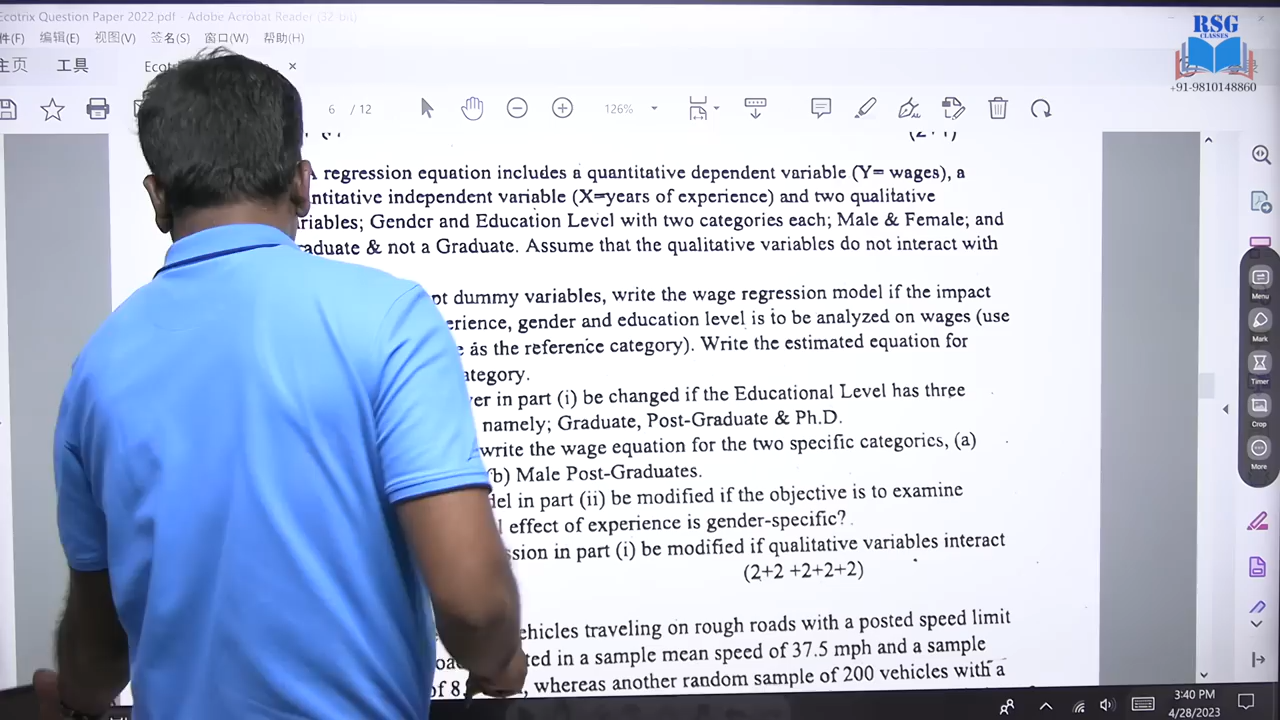 Ecotrix Question Paper 2022.pdf - Adobe Acrobat Reader (32-bit)
件(F) 编辑(E) 视图(V) 签名(S) 窗口(W) 帮助(H)
主页 工具 Ecot ×
6 / 12 126%
RSG
CLASSES
+91-9810148860
(2+1)
A regression equation includes a quantitative dependent variable (Y= wages), a
antitative independent variable (X=years of experience) and two qualitative
riables; Gender and Education Level with two categories each; Male & Female; and
raduate & not a Graduate. Assume that the qualitative variables do not interact with
pt dummy variables, write the wage regression model if the impact
erience, gender and education level is to be analyzed on wages (use
e as the reference category). Write the estimated equation for
ategory.
er in part (i) be changed if the Educational Level has three
namely; Graduate, Post-Graduate & Ph.D.
write the wage equation for the two specific categories, (a)
(b) Male Post-Graduates.
del in part (ii) be modified if the objective is to examine
l effect of experience is gender-specific?
ssion in part (i) be modified if qualitative variables interact
(2+2 +2+2+2)
ehicles traveling on rough roads with a posted speed limit
ted in a sample mean speed of 37.5 mph and a sample
of 8, whereas another random sample of 200 vehicles with a
Menu
Mark
Timer
Crop
More
3:40 PM
4/28/2023